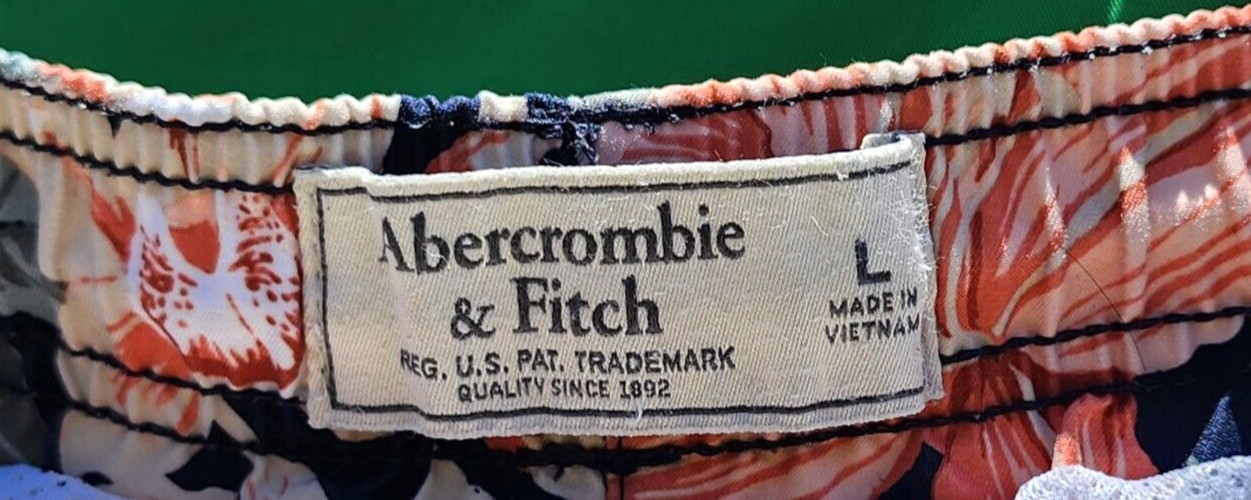 Abercrombie
& Fitch
REG. U.S. PAT. TRADEMARK
QUALITY SINCE 1892
L
MADE IN
VIETNAM